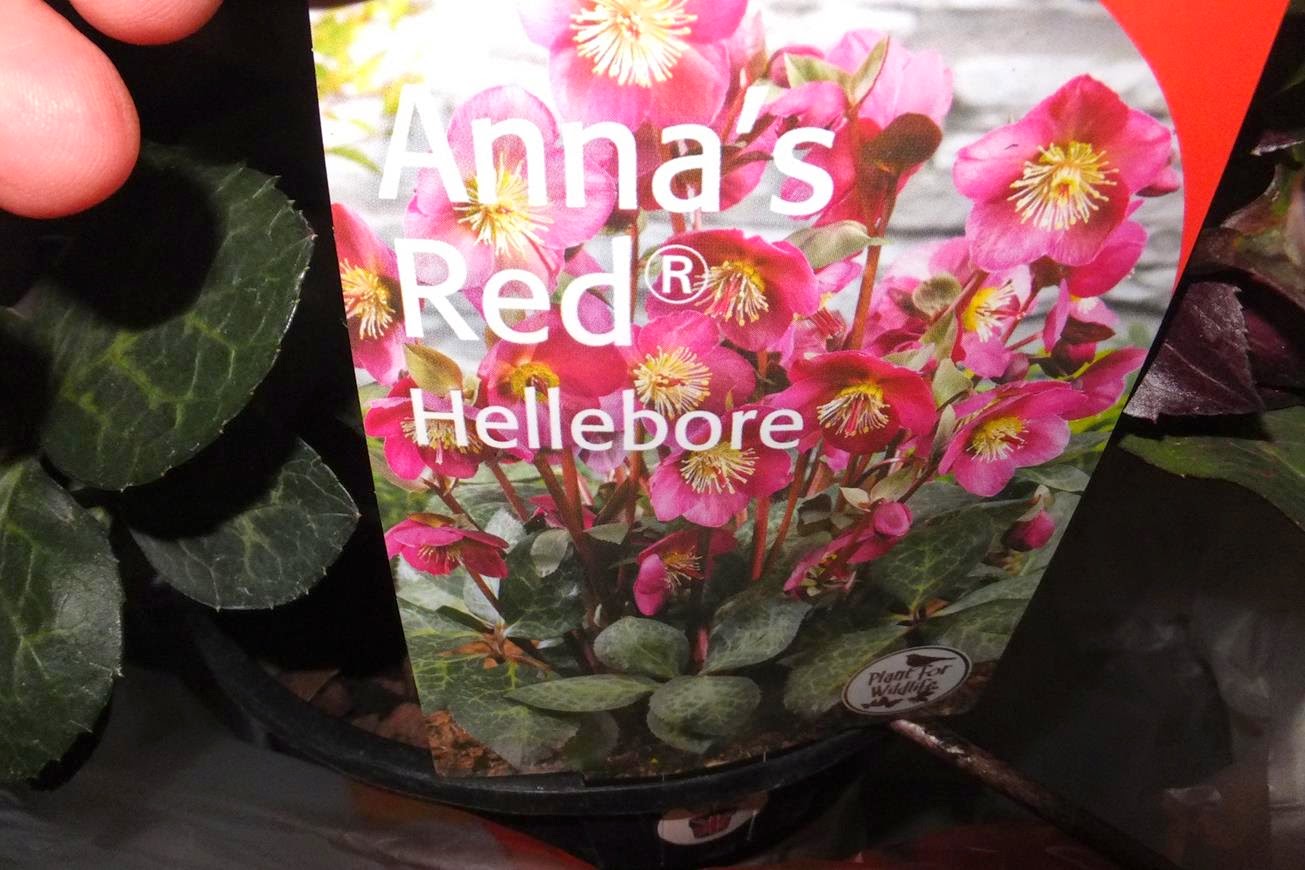 Anna's
Red®
Hellebore
Plant For
Wildlife